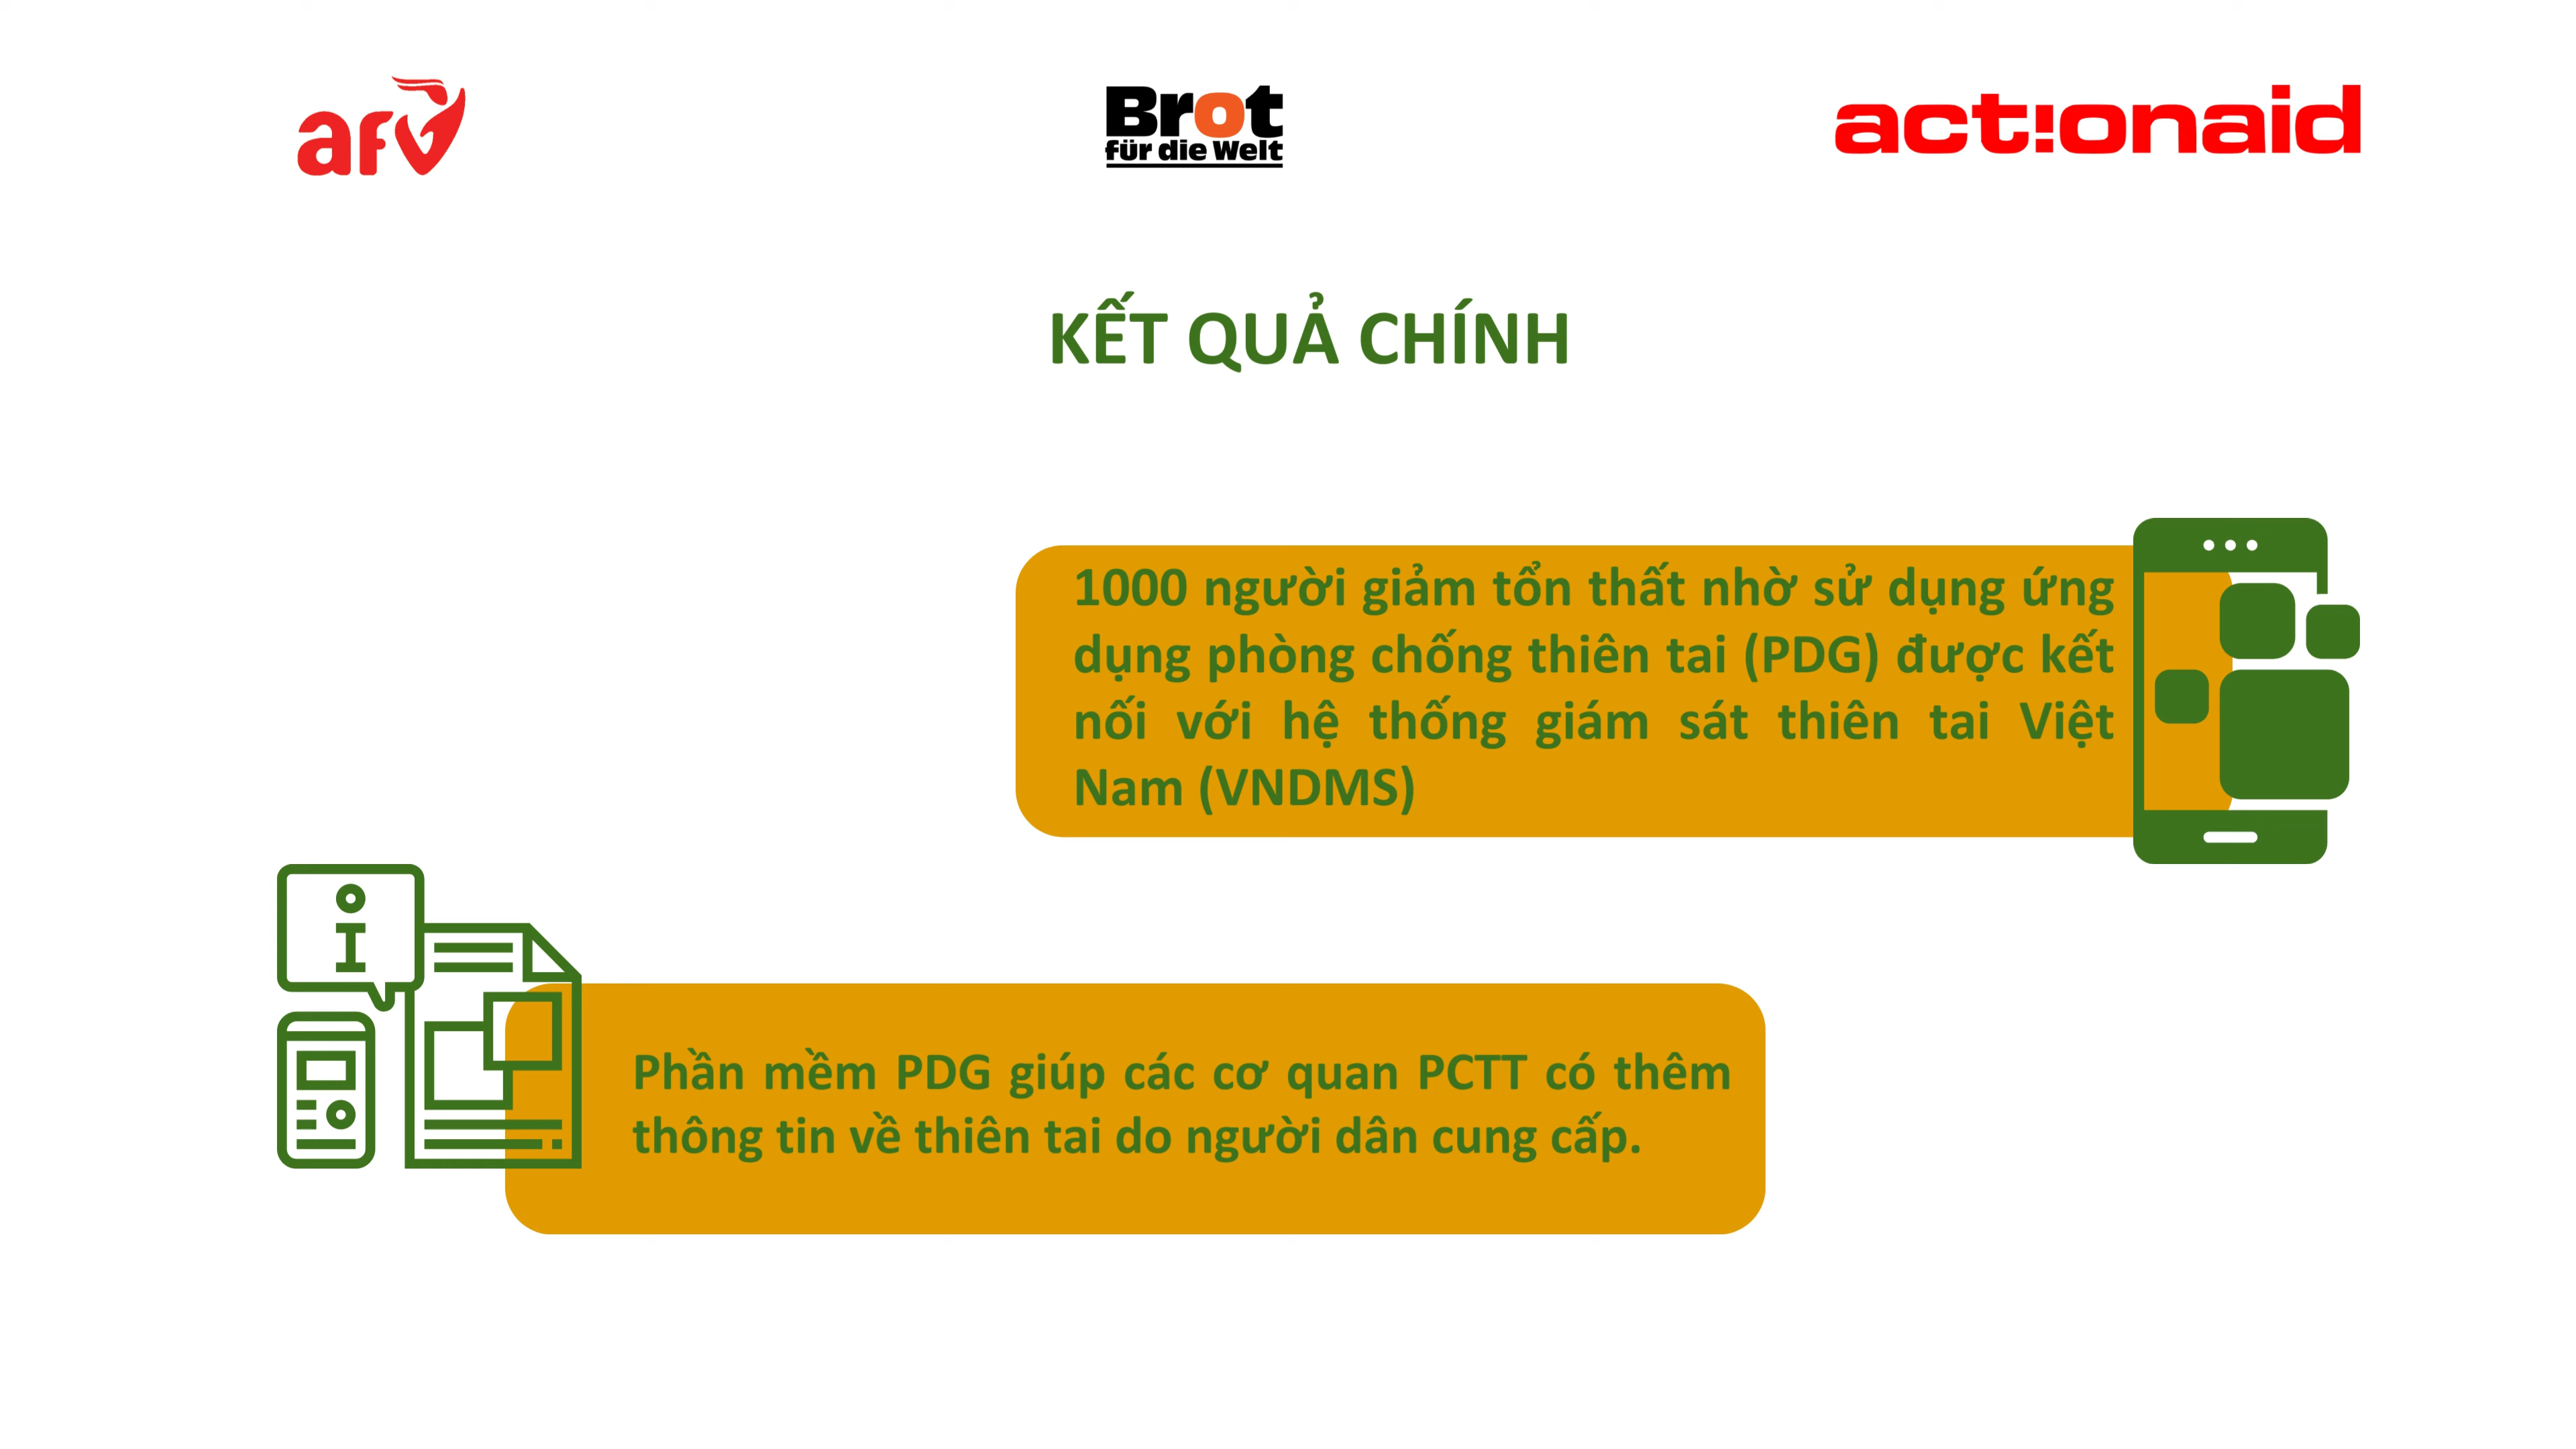 afv
Brot
für die Welt
act!onaid
KẾT QUẢ CHÍNH
1000 người giảm tổn thất nhờ sử dụng ứng
dụng phòng chống thiên tai (PDG) được kết
nối với hệ thống giám sát thiên tai Việt
Nam (VNDMS)
i
Phần mềm PDG giúp các cơ quan PCTT có thêm
thông tin về thiên tai do người dân cung cấp.